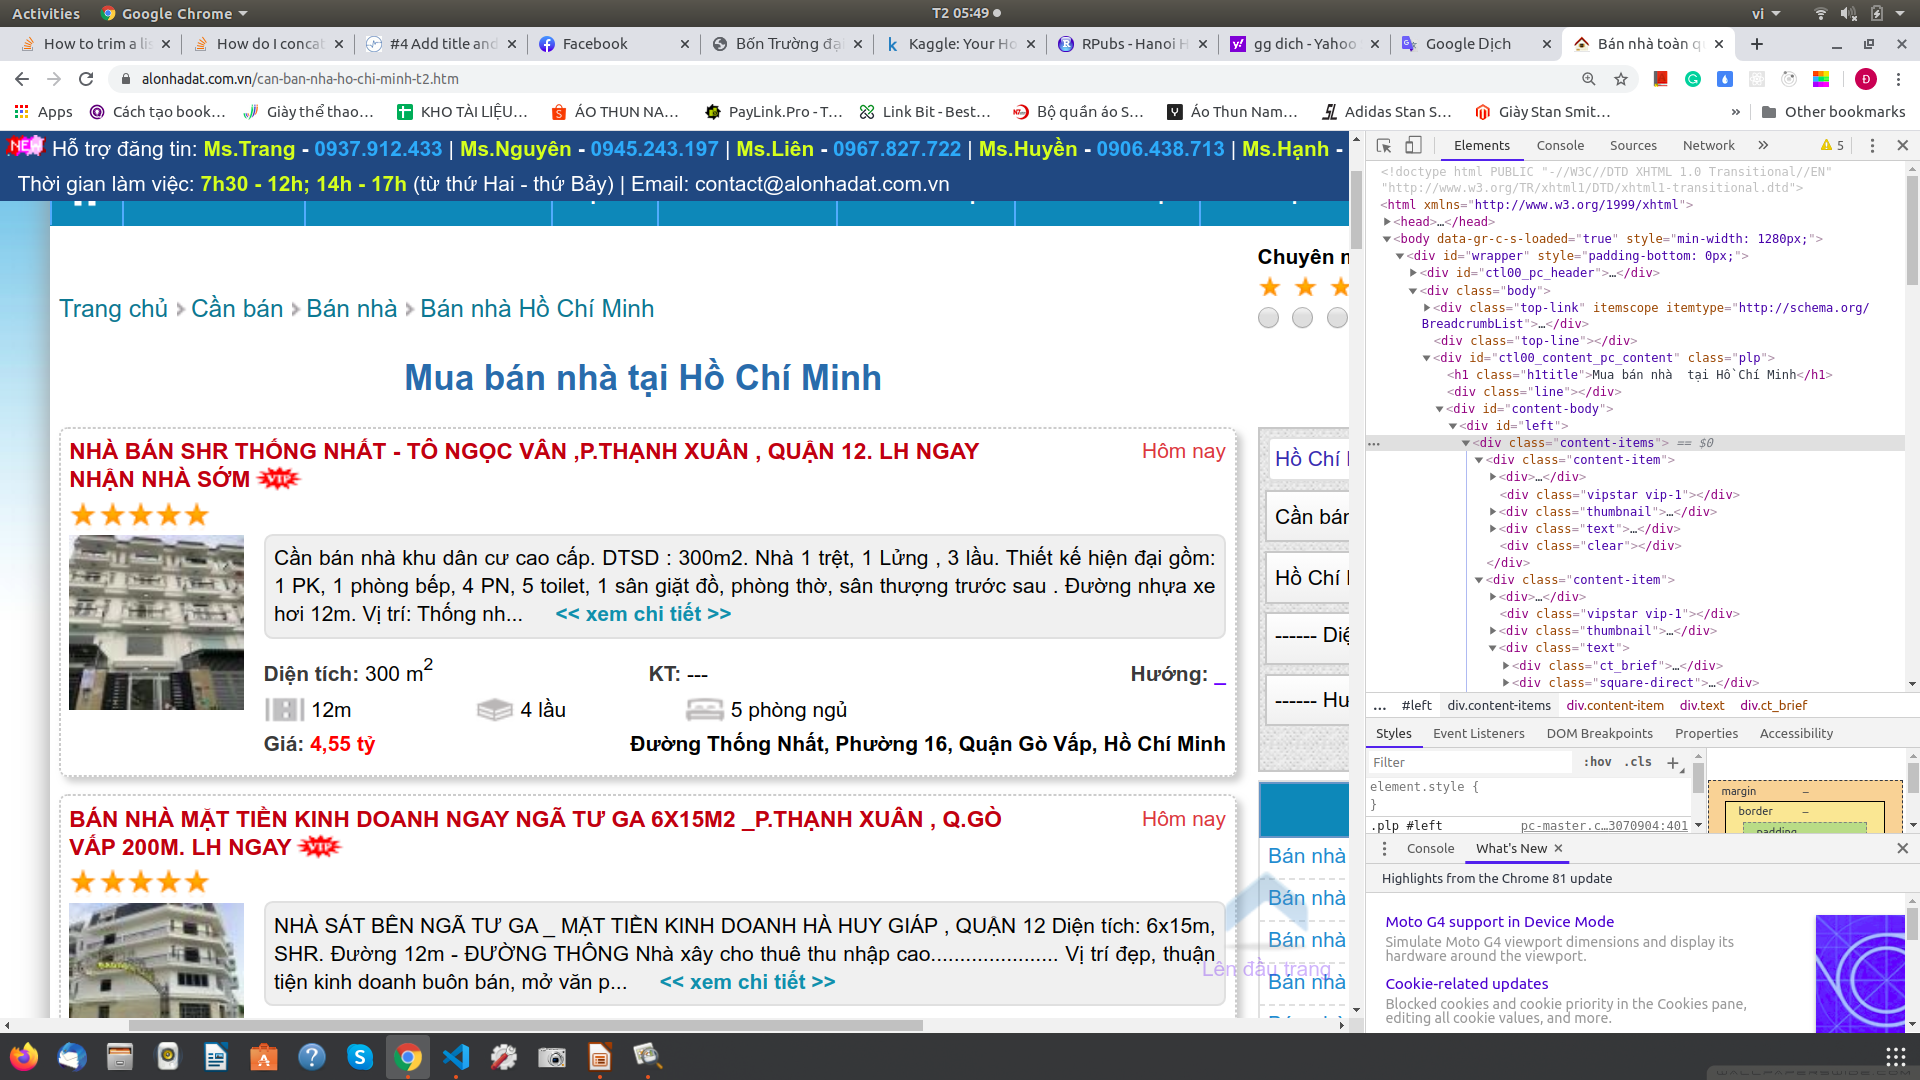 Activities Google Chrome T2 05:49 vi
How to trim a lis How do I concat #4 Add title and Facebook Bốn Trường đại Kaggle: Your Ho RPubs - Hanoi H gg dich - Yahoo Google Dịch Bán nhà toàn qu
alonhadat.com.vn/can-ban-nha-ho-chi-minh-t2.htm Đ
Apps Cách tạo book... Giày thể thao... KHO TÀI LIỆU... ÁO THUN NA... PayLink.Pro - T... Link Bit - Best... Bộ quần áo S... Áo Thun Nam... Adidas Stan S... Giày Stan Smit... » Other bookmarks
NEW Hỗ trợ đăng tin: Ms.Trang - 0937.912.433 | Ms.Nguyên - 0945.243.197 | Ms.Liên - 0967.827.722 | Ms.Huyền - 0906.438.713 | Ms.Hạnh -
Thời gian làm việc: 7h30 - 12h; 14h - 17h (từ thứ Hai - thứ Bảy) | Email: contact@alonhadat.com.vn
Chuyên m
Trang chủ Cần bán Bán nhà Bán nhà Hồ Chí Minh
Mua bán nhà tại Hồ Chí Minh
NHÀ BÁN SHR THỐNG NHẤT - TÔ NGỌC VÂN ,P.THẠNH XUÂN , QUẬN 12. LH NGAY
NHẬN NHÀ SỚM VIP
Hôm nay
Cần bán nhà khu dân cư cao cấp. DTSD : 300m2. Nhà 1 trệt, 1 Lửng , 3 lầu. Thiết kế hiện đại gồm:
1 PK, 1 phòng bếp, 4 PN, 5 toilet, 1 sân giặt đồ, phòng thờ, sân thượng trước sau . Đường nhựa xe
hơi 12m. Vị trí: Thống nh... << xem chi tiết >>
Diện tích: 300 m2 KT: --- Hướng: _
12m 4 lầu 5 phòng ngủ
Giá: 4,55 tỷ Đường Thống Nhất, Phường 16, Quận Gò Vấp, Hồ Chí Minh
BÁN NHÀ MẶT TIỀN KINH DOANH NGAY NGÃ TƯ GA 6X15M2 _P.THẠNH XUÂN , Q.GÒ
VẤP 200M. LH NGAY VIP
Hôm nay
NHÀ SÁT BÊN NGÃ TƯ GA _ MẶT TIỀN KINH DOANH HÀ HUY GIÁP , QUẬN 12 Diện tích: 6x15m,
SHR. Đường 12m - ĐƯỜNG THÔNG Nhà xây cho thuê thu nhập cao...................... Vị trí đẹp, thuận
tiện kinh doanh buôn bán, mở văn p... << xem chi tiết >>
Hồ Chí
Cần bán
Hồ Chí
------ Diệ
------ Hư
Bán nhà
Bán nhà
Bán nhà
Bán nhà
Lên đầu trang
Elements Console Sources Network » 5
<!doctype html PUBLIC "-//W3C//DTD XHTML 1.0 Transitional//EN"
"http://www.w3.org/TR/xhtml1/DTD/xhtml1-transitional.dtd">
<html xmlns="http://www.w3.org/1999/xhtml">
<head>…</head>
<body data-gr-c-s-loaded="true" style="min-width: 1280px;">
<div id="wrapper" style="padding-bottom: 0px;">
<div id="ctl00_pc_header">…</div>
<div class="body">
<div class="top-link" itemscope itemtype="http://schema.org/
BreadcrumbList">…</div>
<div class="top-line"></div>
<div id="ctl00_content_pc_content" class="plp">
<h1 class="h1title">Mua bán nhà tại Hồ Chí Minh</h1>
<div class="line"></div>
<div id="content-body">
<div id="left">
… <div class="content-items"> == $0
<div class="content-item">
<div>…</div>
<div class="vipstar vip-1"></div>
<div class="thumbnail">…</div>
<div class="text">…</div>
<div class="clear"></div>
</div>
<div class="content-item">
<div>…</div>
<div class="vipstar vip-1"></div>
<div class="thumbnail">…</div>
<div class="text">
<div class="ct_brief">…</div>
<div class="square-direct">…</div>
… #left div.content-items div.content-item div.text div.ct_brief
Styles Event Listeners DOM Breakpoints Properties Accessibility
Filter :hov .cls +
element.style {
}
.plp #left pc-master.c…3070904:401
margin –
border –
padding
Console What's New
Highlights from the Chrome 81 update
Moto G4 support in Device Mode
Simulate Moto G4 viewport dimensions and display its
hardware around the viewport.
Cookie-related updates
Blocked cookies and cookie priority in the Cookies pane,
editing all cookie values, and more.